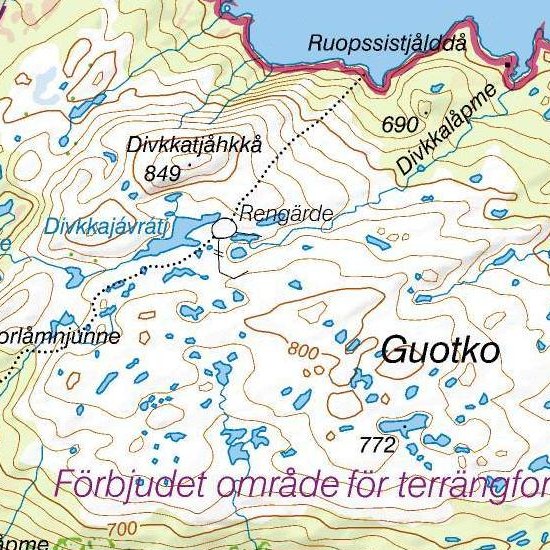 Ruopssistjålddå
690
Divkkalåpme
Divkkatjåhkkå
849
Rengärde
Divkkajávrátj
orlåmnjunne
800
Guotko
772
Förbjudet område för terrängfor
700
åpme